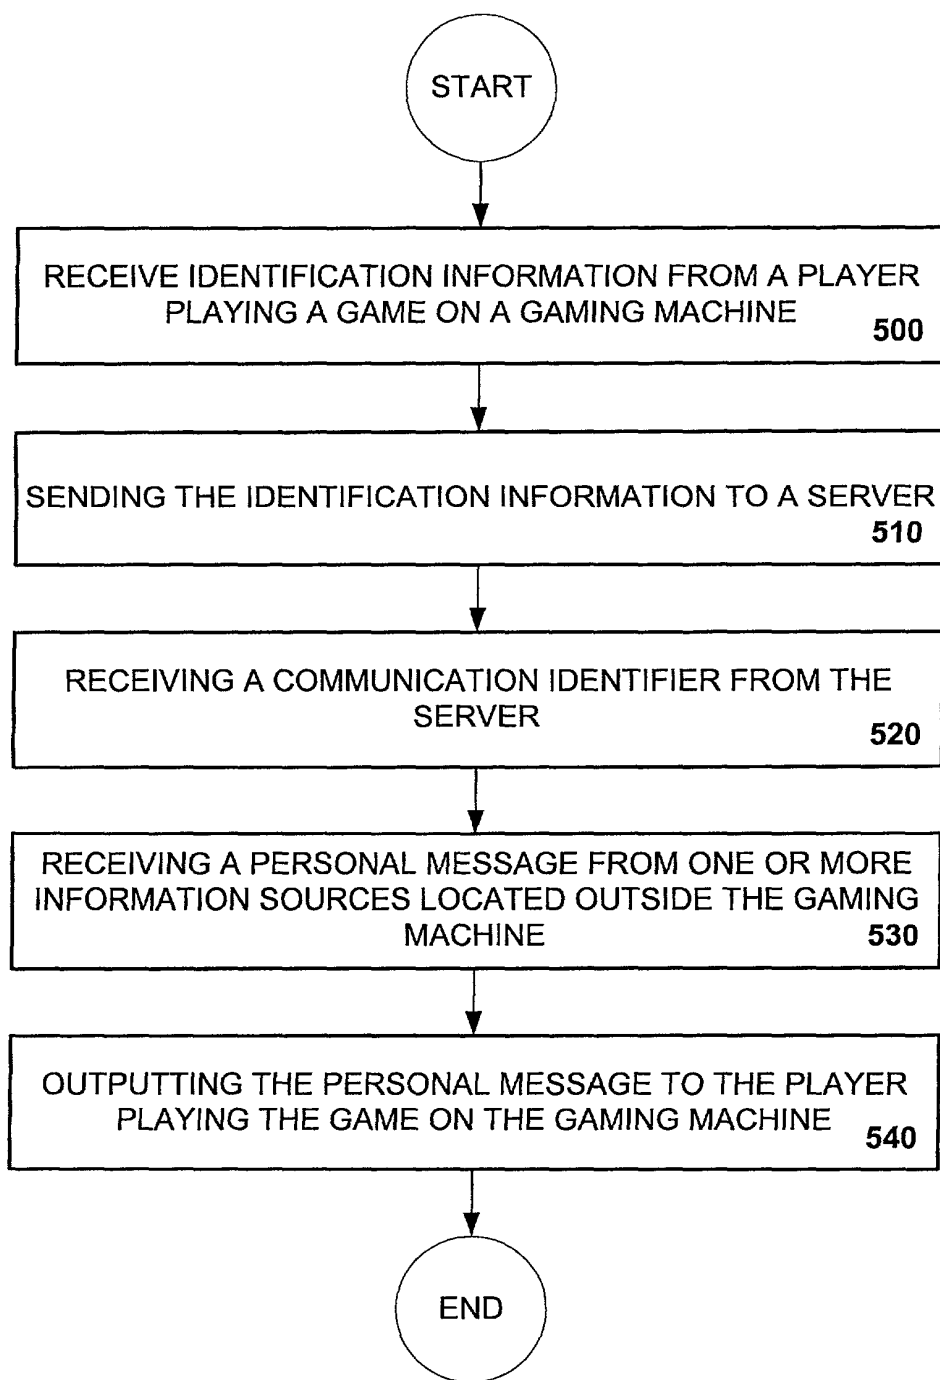 START
RECEIVE IDENTIFICATION INFORMATION FROM A PLAYER
PLAYING A GAME ON A GAMING MACHINE
500
SENDING THE IDENTIFICATION INFORMATION TO A SERVER
510
RECEIVING A COMMUNICATION IDENTIFIER FROM THE
SERVER
520
RECEIVING A PERSONAL MESSAGE FROM ONE OR MORE
INFORMATION SOURCES LOCATED OUTSIDE THE GAMING
MACHINE
530
OUTPUTTING THE PERSONAL MESSAGE TO THE PLAYER
PLAYING THE GAME ON THE GAMING MACHINE
540
END